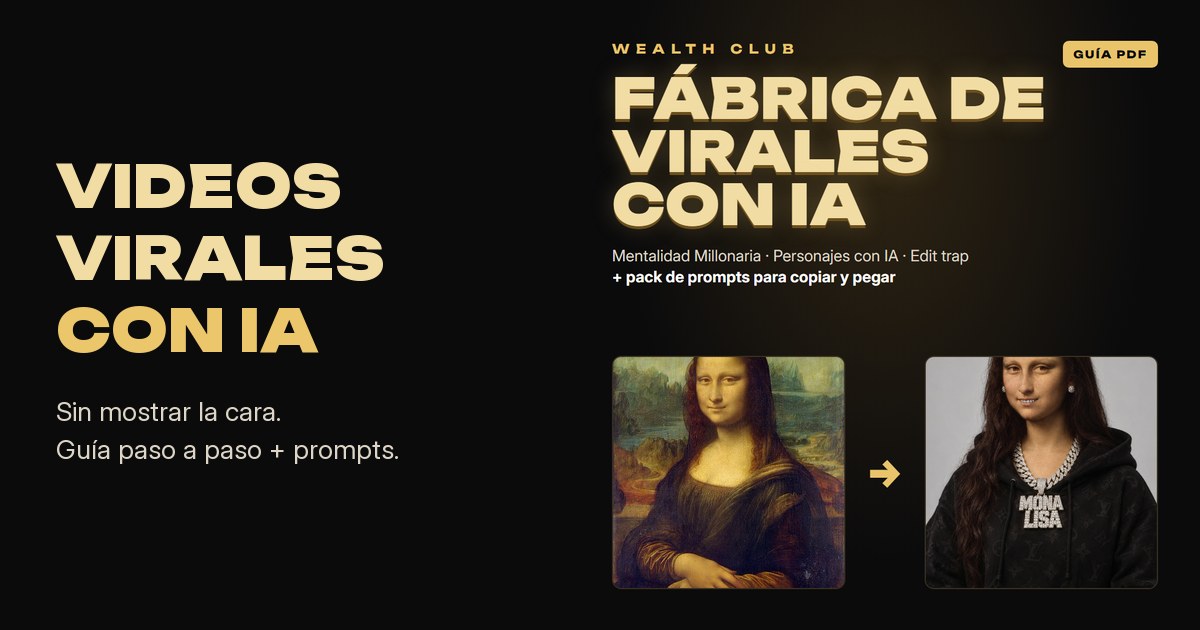 VIDEOS
VIRALES
CON IA
Sin mostrar la cara.
Guía paso a paso + prompts.
WEALTH CLUB
GUÍA PDF
FÁBRICA DE
VIRALES
CON IA
Mentalidad Millonaria · Personajes con IA · Edit trap
+ pack de prompts para copiar y pegar
MONA
LISA